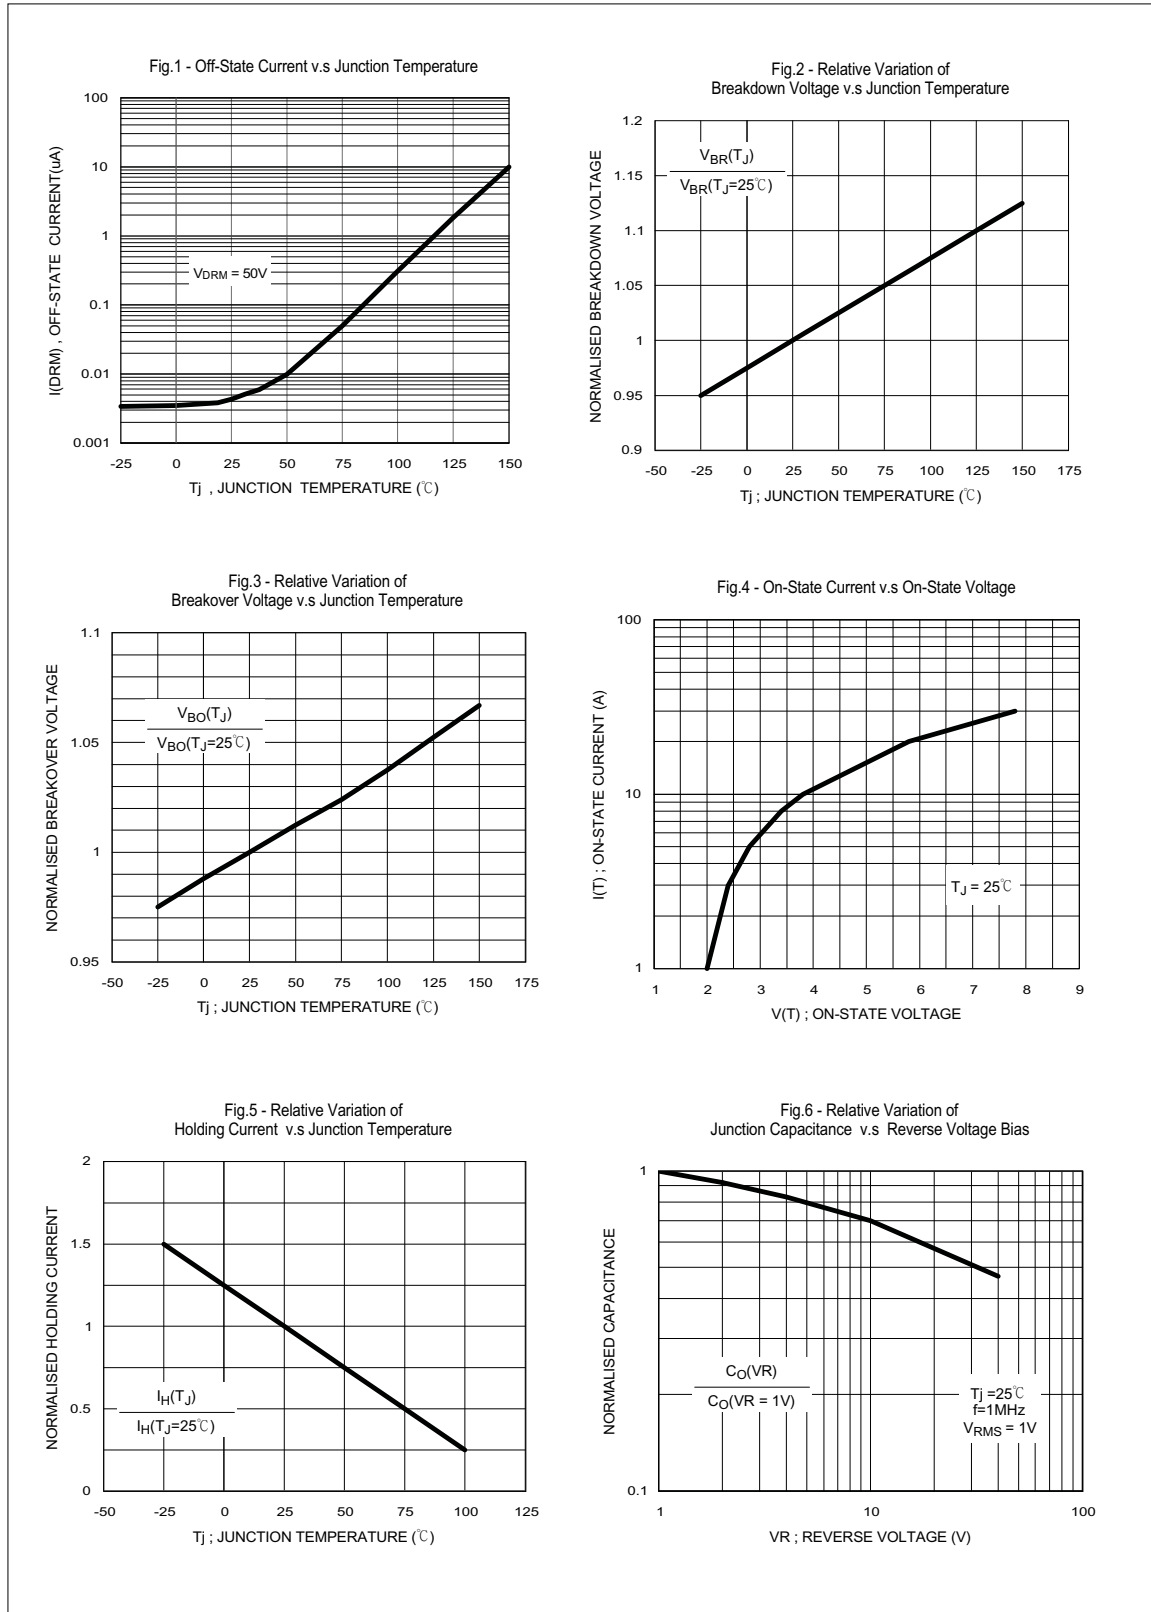 Fig.1 - Off-State Current v.s Junction Temperature
100
10
1
0.1
0.01
0.001
I(DRM) , OFF-STATE CURRENT(uA)
VDRM = 50V
-25 0 25 50 75 100 125 150
Tj , JUNCTION TEMPERATURE (℃)
Fig.2 - Relative Variation of
Breakdown Voltage v.s Junction Temperature
1.2
1.15
1.1
1.05
1
0.95
0.9
NORMALISED BREAKDOWN VOLTAGE
VBR(TJ)
VBR(TJ=25℃)
-50 -25 0 25 50 75 100 125 150 175
Tj ; JUNCTION TEMPERATURE (℃)
Fig.3 - Relative Variation of
Breakover Voltage v.s Junction Temperature
1.1
1.05
1
0.95
NORMALISED BREAKOVER VOLTAGE
VBO(TJ)
VBO(TJ=25℃)
-50 -25 0 25 50 75 100 125 150 175
Tj ; JUNCTION TEMPERATURE (℃)
Fig.4 - On-State Current v.s On-State Voltage
100
10
1
I(T) ; ON-STATE CURRENT (A)
TJ = 25℃
1 2 3 4 5 6 7 8 9
V(T) ; ON-STATE VOLTAGE
Fig.5 - Relative Variation of
Holding Current v.s Junction Temperature
2
1.5
1
0.5
0
NORMALISED HOLDING CURRENT
IH(TJ)
IH(TJ=25℃)
-50 -25 0 25 50 75 100 125
Tj ; JUNCTION TEMPERATURE (℃)
Fig.6 - Relative Variation of
Junction Capacitance v.s Reverse Voltage Bias
1
0.1
NORMALISED CAPACITANCE
CO(VR)
CO(VR = 1V)
Tj =25℃
f=1MHz
VRMS = 1V
1 10 100
VR ; REVERSE VOLTAGE (V)